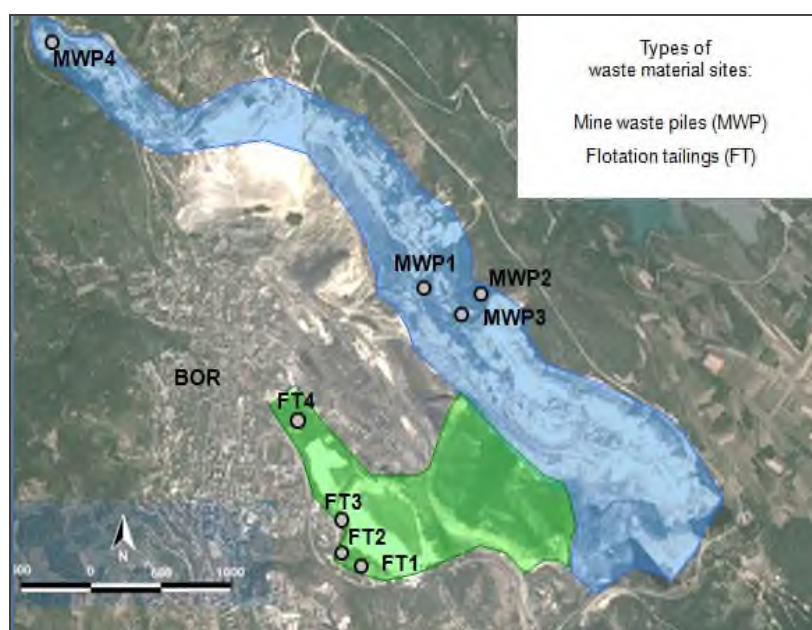 MWP4
Types of
waste material sites:
Mine waste piles (MWP)
Flotation tailings (FT)
MWP1
MWP2
MWP3
BOR
FT4
FT3
FT2
FT1
N
0
1000